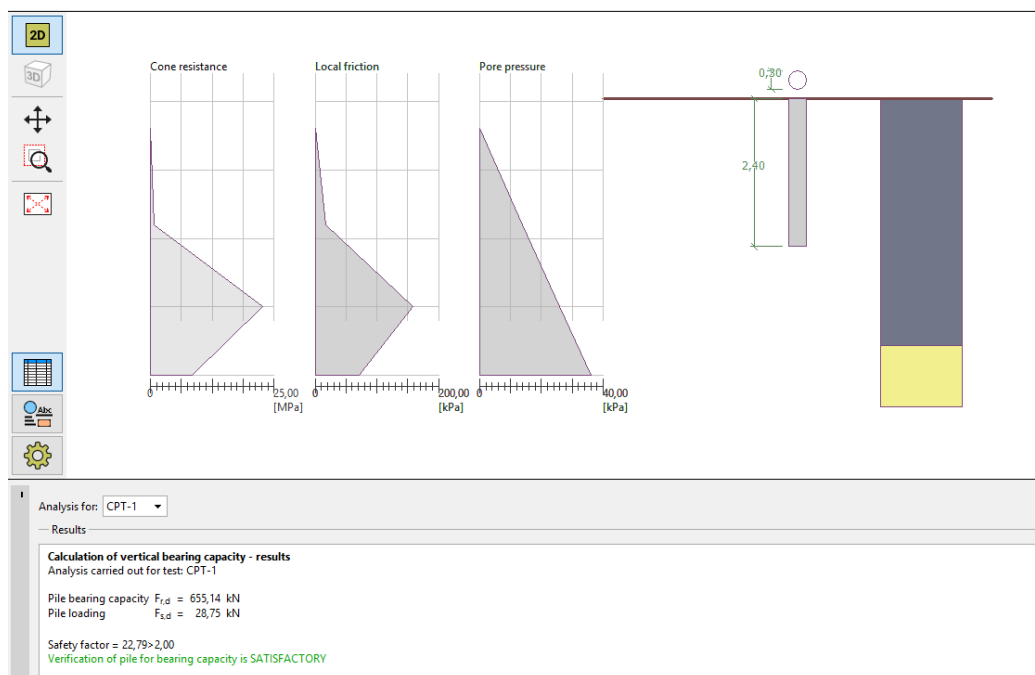 2D
3D
Abc
Cone resistance
Local friction
Pore pressure
0,30
2,40
0
25,00
[MPa]
0
200,00
[kPa]
0
40,00
[kPa]
Analysis for: CPT-1
Results
Calculation of vertical bearing capacity - results
Analysis carried out for test: CPT-1
Pile bearing capacity Fr,d = 655,14 kN
Pile loading Fs,d = 28,75 kN
Safety factor = 22,79>2,00
Verification of pile for bearing capacity is SATISFACTORY